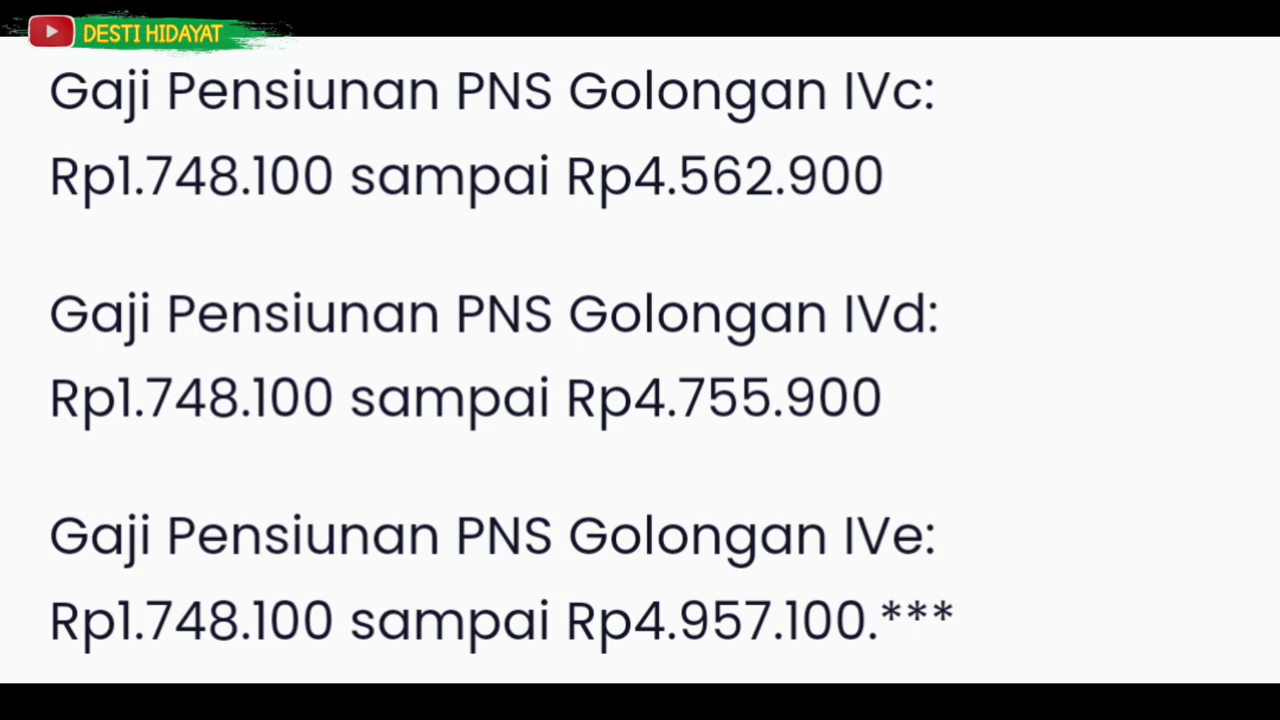 DESTI HIDAYAT
Gaji Pensiunan PNS Golongan IVc:
Rp1.748.100 sampai Rp4.562.900
Gaji Pensiunan PNS Golongan IVd:
Rp1.748.100 sampai Rp4.755.900
Gaji Pensiunan PNS Golongan IVe:
Rp1.748.100 sampai Rp4.957.100.***